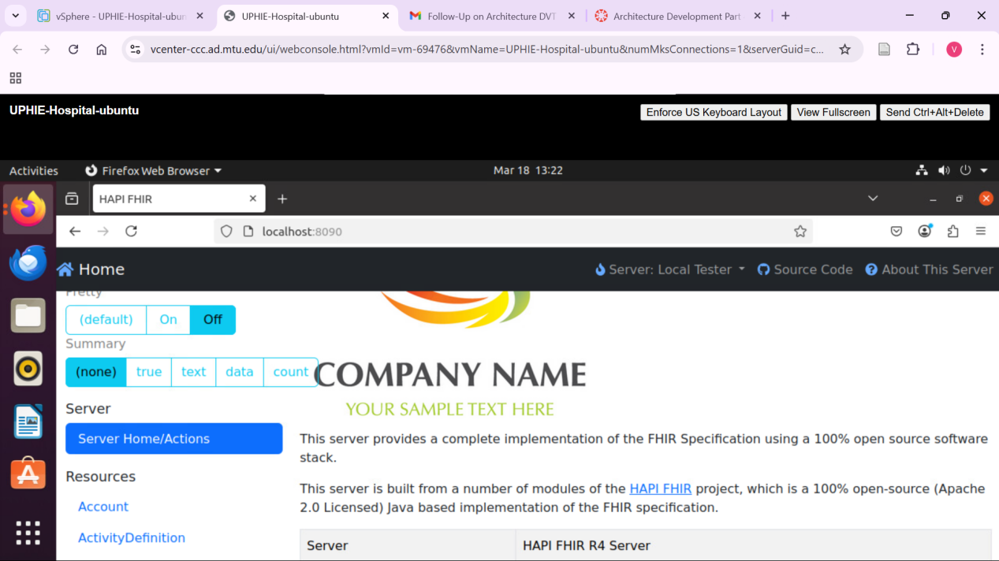 vSphere - UPHIE-Hospital-ubun
UPHIE-Hospital-ubuntu
Follow-Up on Architecture DVT
Architecture Development Part
vcenter-ccc.ad.mtu.edu/ui/webconsole.html?vmId=vm-69476&vmName=UPHIE-Hospital-ubuntu&numMksConnections=1&serverGuid=c...
V
UPHIE-Hospital-ubuntu
Enforce US Keyboard Layout
View Fullscreen
Send Ctrl+Alt+Delete
Activities
Firefox Web Browser
Mar 18 13:22
HAPI FHIR
localhost:8090
Home
Server: Local Tester
Source Code
About This Server
Pretty
(default)
On
Off
Summary
(none)
true
text
data
count
COMPANY NAME
YOUR SAMPLE TEXT HERE
Server
Server Home/Actions
Resources
Account
ActivityDefinition
This server provides a complete implementation of the FHIR Specification using a 100% open source software
stack.
This server is built from a number of modules of the HAPI FHIR project, which is a 100% open-source (Apache
2.0 Licensed) Java based implementation of the FHIR specification.
Server
HAPI FHIR R4 Server